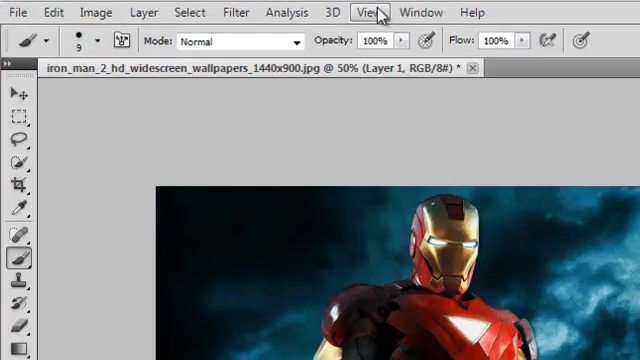 File Edit Image Layer Select Filter Analysis 3D View Window Help
9 Mode: Normal Opacity: 100% Flow: 100%
iron_man_2_hd_widescreen_wallpapers_1440x900.jpg @ 50% (Layer 1, RGB/8#) *